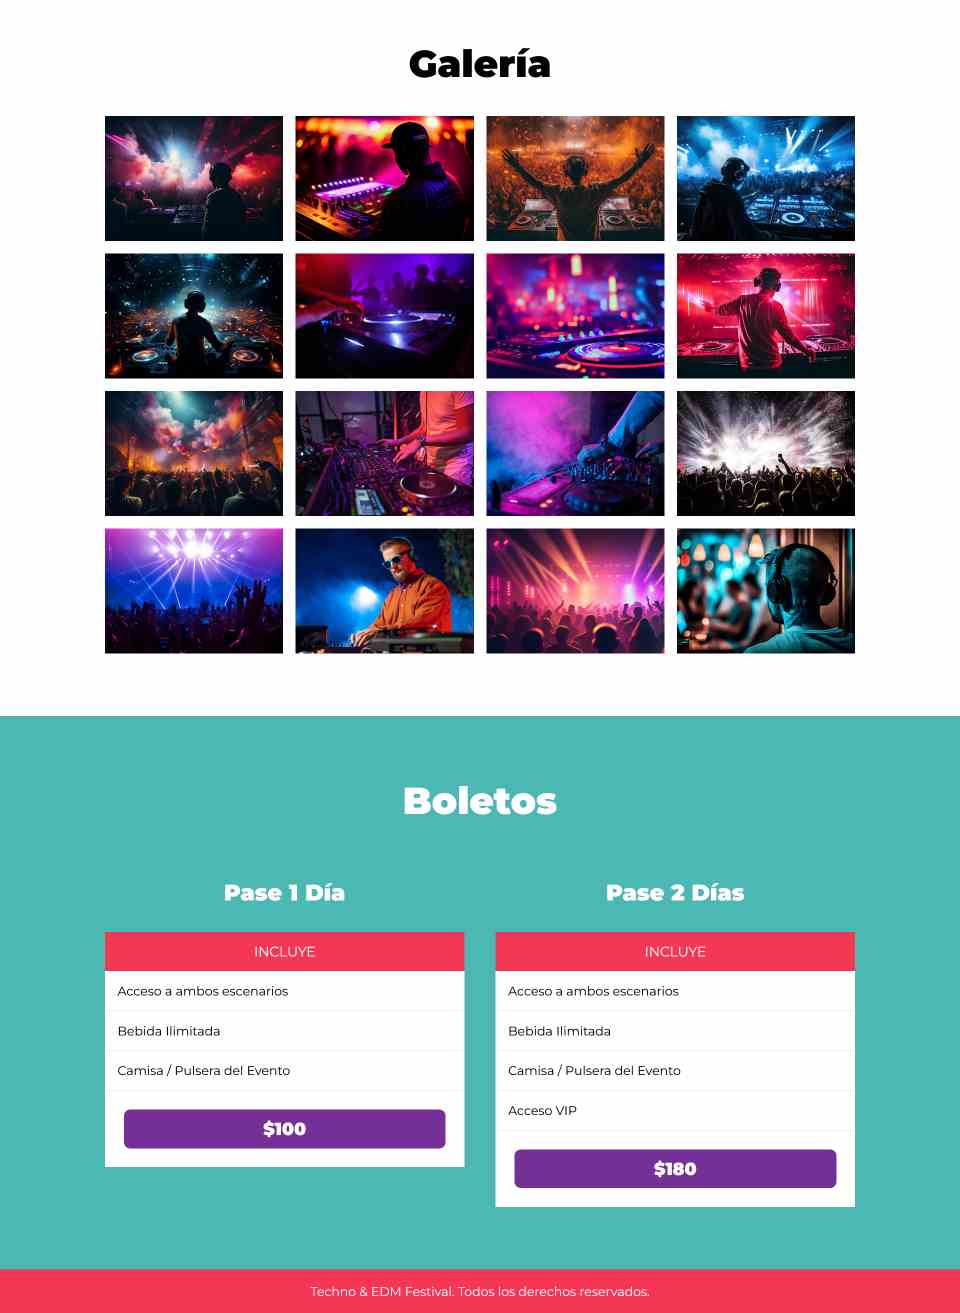 Galería
Boletos
Pase 1 Día
INCLUYE
Acceso a ambos escenarios
Bebida Ilimitada
Camisa / Pulsera del Evento
$100
Pase 2 Días
INCLUYE
Acceso a ambos escenarios
Bebida Ilimitada
Camisa / Pulsera del Evento
Acceso VIP
$180
Techno & EDM Festival. Todos los derechos reservados.